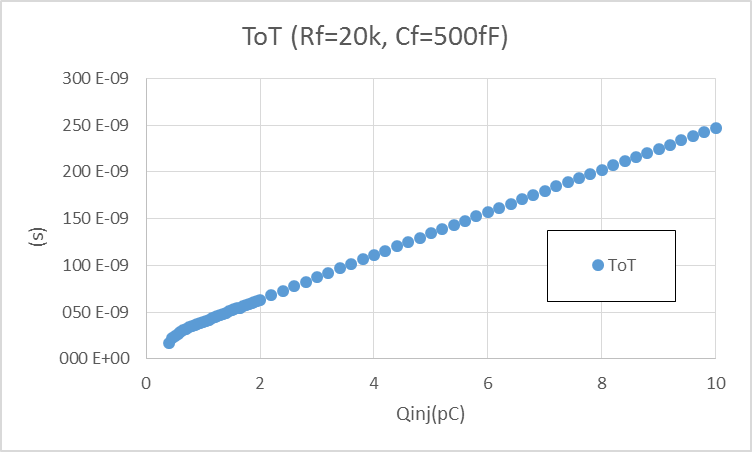 ToT (Rf=20k, Cf=500fF)
300 E-09
250 E-09
200 E-09
150 E-09
100 E-09
050 E-09
000 E+00
(s)
ToT
0 2 4 6 8 10
Qinj(pC)